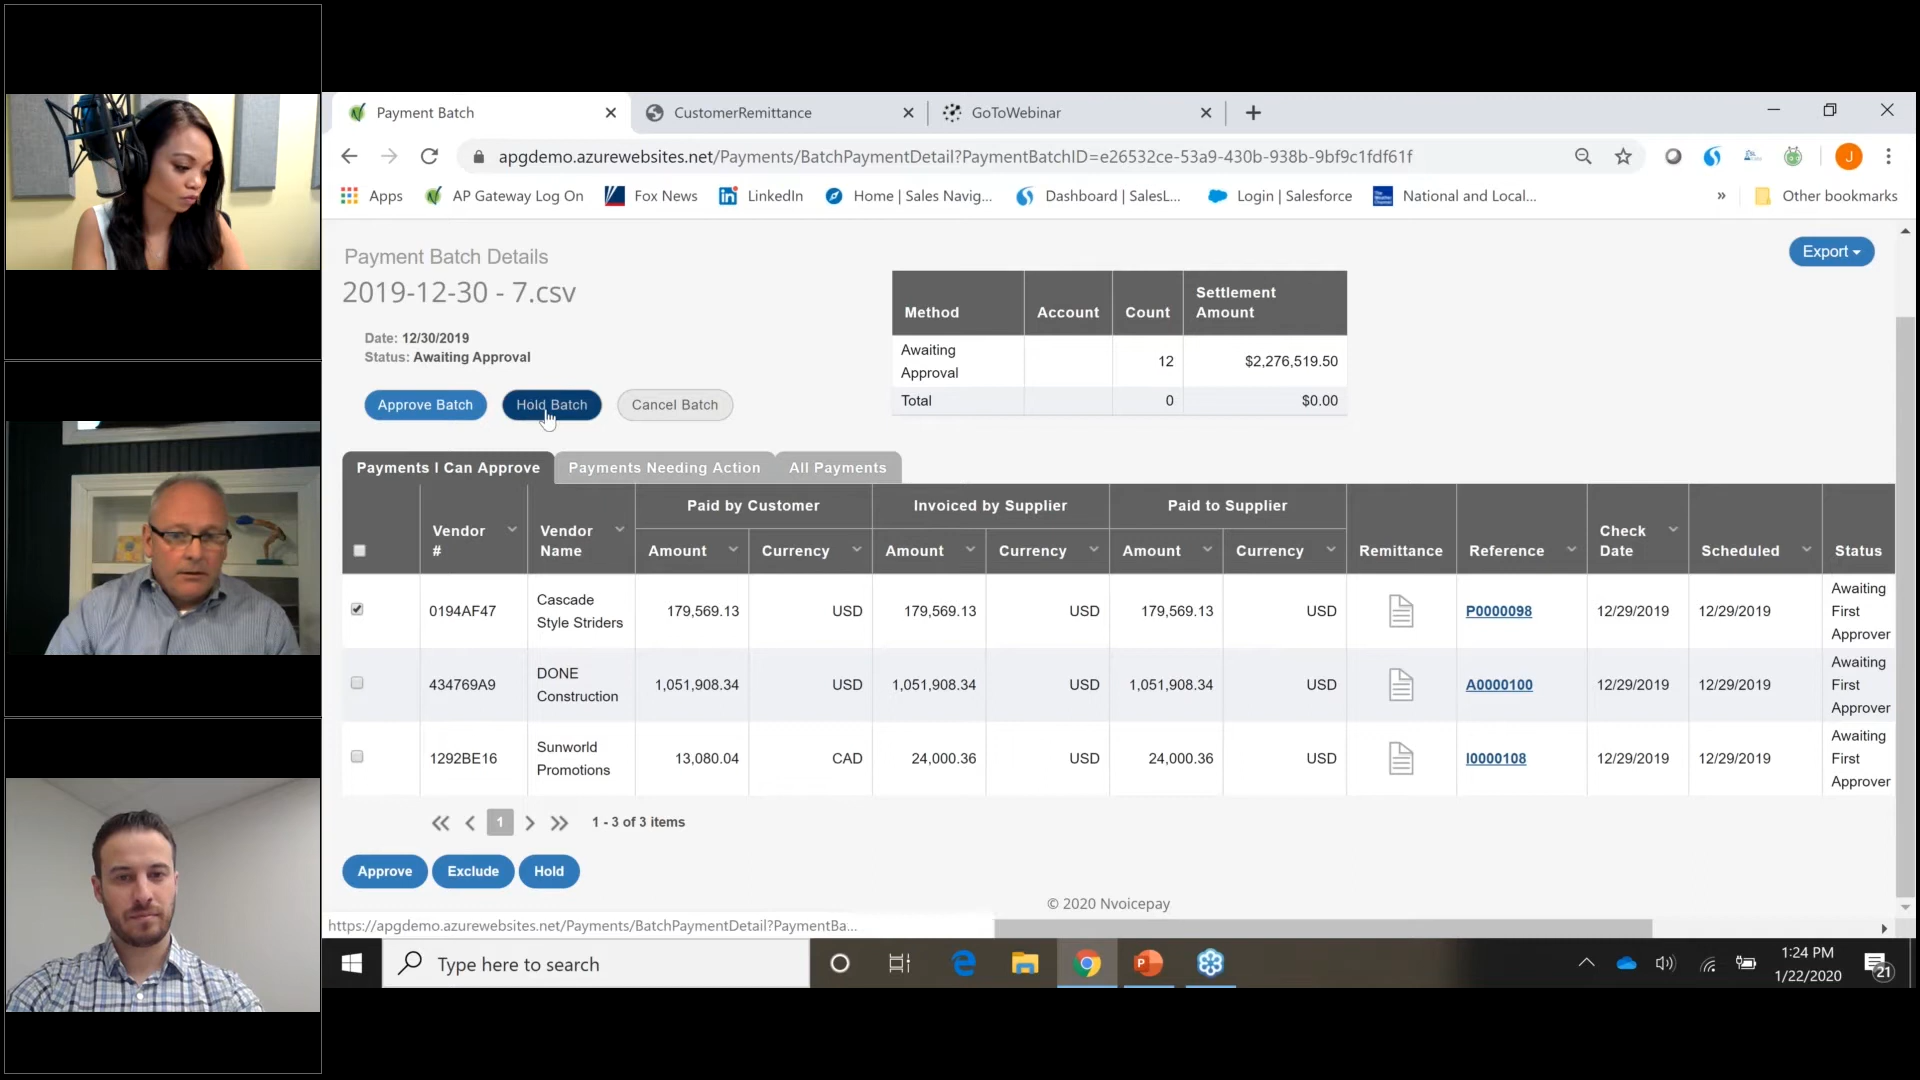 Payment Batch
CustomerRemittance
GoToWebinar
apgdemo.azurewebsites.net/Payments/BatchPaymentDetail?PaymentBatchID=e26532ce-53a9-430b-938b-9bf9c1fdf61f
J
Apps
AP Gateway Log On
Fox News
LinkedIn
Home | Sales Navig...
Dashboard | SalesL...
Login | Salesforce
National and Local...
»
Other bookmarks
Payment Batch Details
Export
2019-12-30 - 7.csv
Date: 12/30/2019
Status: Awaiting Approval
Approve Batch
Hold Batch
Cancel Batch
Method Account Count Settlement Amount
Awaiting Approval 12 $2,276,519.50
Total 0 $0.00
Payments I Can Approve
Payments Needing Action
All Payments
Paid by Customer Invoiced by Supplier Paid to Supplier
Vendor # Vendor Name Amount Currency Amount Currency Amount Currency Remittance Reference Check Date Scheduled Status
0194AF47 Cascade Style Striders 179,569.13 USD 179,569.13 USD 179,569.13 USD P0000098 12/29/2019 12/29/2019 Awaiting First Approver
434769A9 DONE Construction 1,051,908.34 USD 1,051,908.34 USD 1,051,908.34 USD A0000100 12/29/2019 12/29/2019 Awaiting First Approver
1292BE16 Sunworld Promotions 13,080.04 CAD 24,000.36 USD 24,000.36 USD I0000108 12/29/2019 12/29/2019 Awaiting First Approver
1
1 - 3 of 3 items
Approve
Exclude
Hold
© 2020 Nvoicepay
https://apgdemo.azurewebsites.net/Payments/BatchPaymentDetail?PaymentBa...
Type here to search
1:24 PM
1/22/2020
21